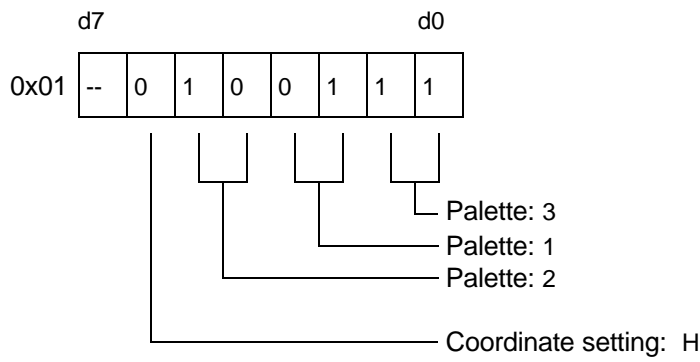 d7 d0
0x01 -- 0 1 0 0 1 1 1
Palette: 3
Palette: 1
Palette: 2
Coordinate setting: H